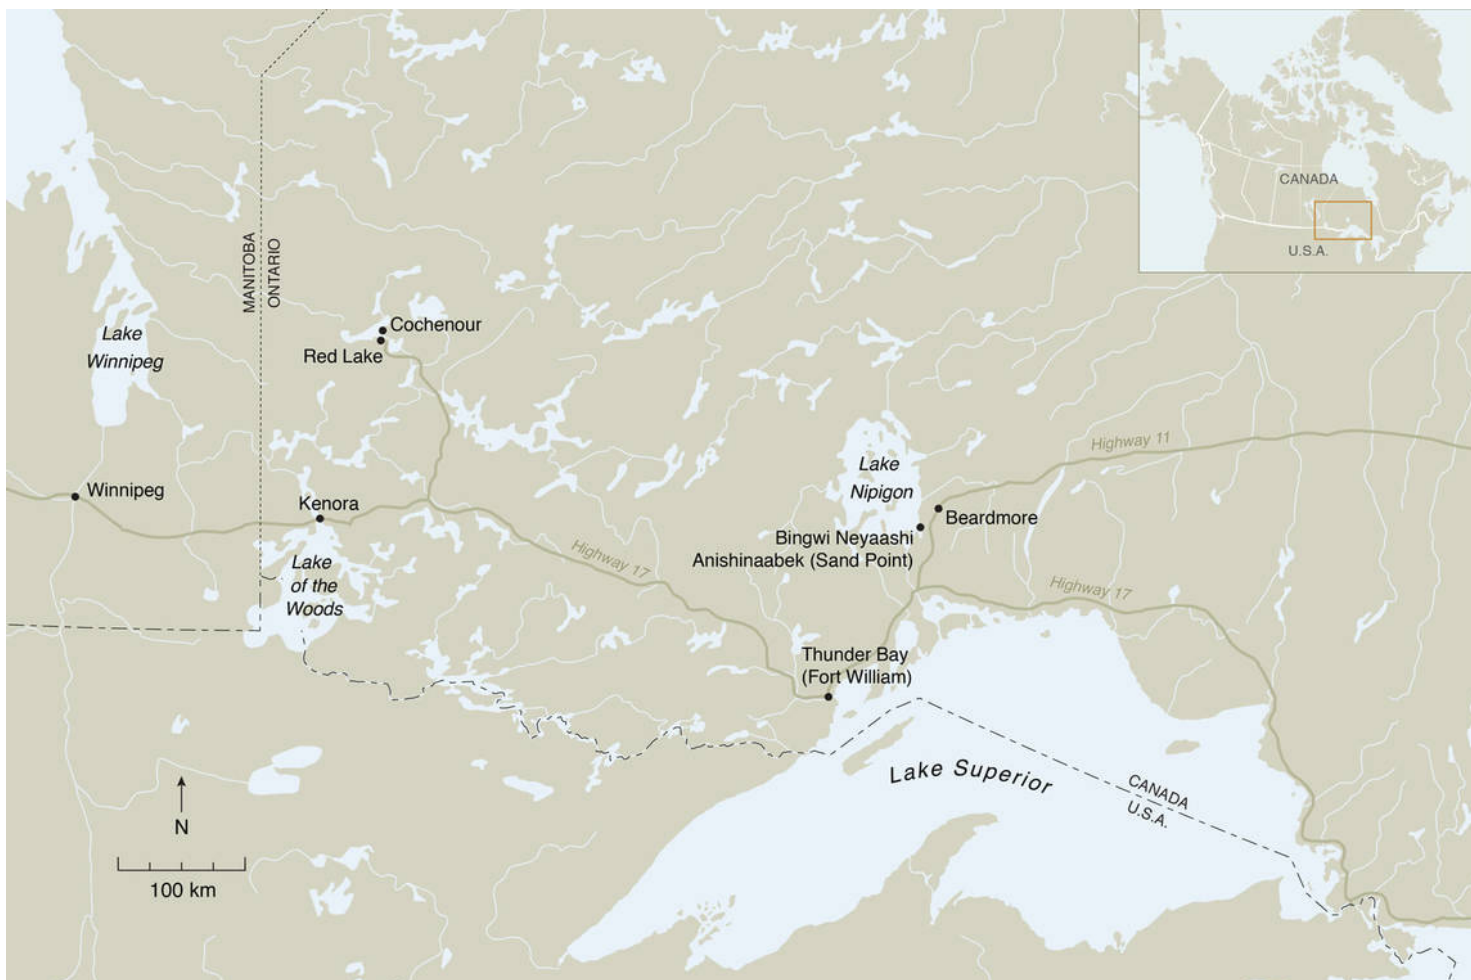 CANADA
U.S.A.
MANITOBA
ONTARIO
Cochenour
Red Lake
Lake
Winnipeg
Highway 11
Lake
Nipigon
Winnipeg
Kenora
Beardmore
Bingwi Neyaashi
Anishinaabek (Sand Point)
Highway 17
Lake
of the
Woods
Highway 17
Thunder Bay
(Fort William)
Lake Superior
CANADA
U.S.A.
N
100 km